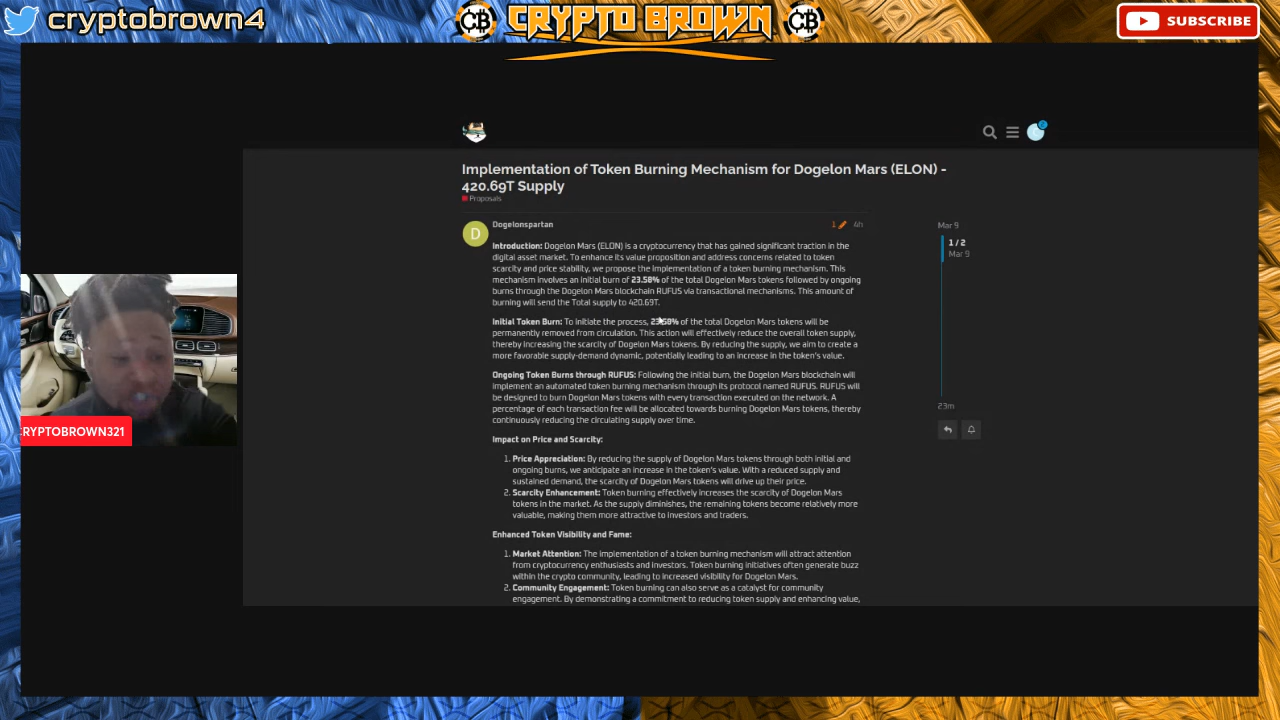 cryptobrown4
CB
CRYPTO BROWN
CB
SUBSCRIBE
Implementation of Token Burning Mechanism for Dogelon Mars (ELON) -
420.69T Supply
Proposals
D
Dogelonspartan
1
4h
Introduction: Dogelon Mars (ELON) is a cryptocurrency that has gained significant traction in the
digital asset market. To enhance its value proposition and address concerns related to token
scarcity and price stability, we propose the implementation of a token burning mechanism. This
mechanism involves an initial burn of 23.58% of the total Dogelon Mars tokens followed by ongoing
burns through the Dogelon Mars blockchain RUFUS via transactional mechanisms. This amount of
burning will send the Total supply to 420.69T.
Initial Token Burn: To initiate the process, 23.58% of the total Dogelon Mars tokens will be
permanently removed from circulation. This action will effectively reduce the overall token supply,
thereby increasing the scarcity of Dogelon Mars tokens. By reducing the supply, we aim to create a
more favorable supply-demand dynamic, potentially leading to an increase in the token's value.
Ongoing Token Burns through RUFUS: Following the initial burn, the Dogelon Mars blockchain will
implement an automated token burning mechanism through its protocol named RUFUS. RUFUS will
be designed to burn Dogelon Mars tokens with every transaction executed on the network. A
percentage of each transaction fee will be allocated towards burning Dogelon Mars tokens, thereby
continuously reducing the circulating supply over time.
Impact on Price and Scarcity:
1. Price Appreciation: By reducing the supply of Dogelon Mars tokens through both initial and
ongoing burns, we anticipate an increase in the token's value. With a reduced supply and
sustained demand, the scarcity of Dogelon Mars tokens will drive up their price.
2. Scarcity Enhancement: Token burning effectively increases the scarcity of Dogelon Mars
tokens in the market. As the supply diminishes, the remaining tokens become relatively more
valuable, making them more attractive to investors and traders.
Enhanced Token Visibility and Fame:
1. Market Attention: The implementation of a token burning mechanism will attract attention
from cryptocurrency enthusiasts and investors. Token burning initiatives often generate buzz
within the crypto community, leading to increased visibility for Dogelon Mars.
2. Community Engagement: Token burning can also serve as a catalyst for community
engagement. By demonstrating a commitment to reducing token supply and enhancing value,
Mar 9
1 / 2
Mar 9
23m
CRYPTOBROWN321